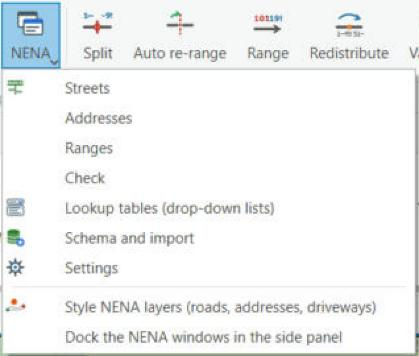 NENA Split Auto re-range Range Redistribute
Streets
Addresses
Ranges
Check
Lookup tables (drop-down lists)
Schema and import
Settings
Style NENA layers (roads, addresses, driveways)
Dock the NENA windows in the side panel